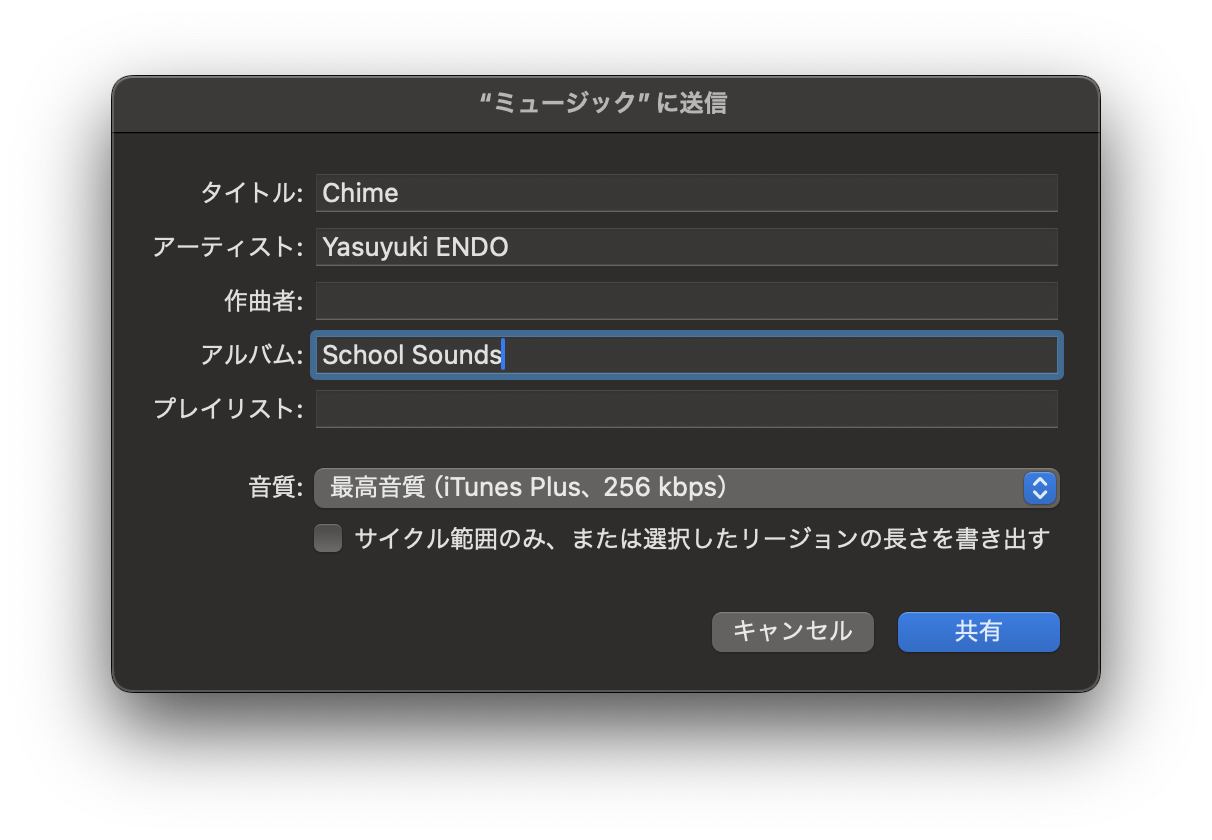 “ミュージック”に送信
タイトル: Chime
アーティスト: Yasuyuki ENDO
作曲者:
アルバム: School Sounds
プレイリスト:
音質: 最高音質（iTunes Plus、256 kbps）
サイクル範囲のみ、または選択したリージョンの長さを書き出す
キャンセル 共有